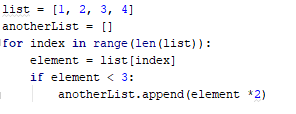 list = [1, 2, 3, 4]
anotherList = []
for index in range(len(list)):
    element = list[index]
    if element < 3:
        anotherList.append(element *2)